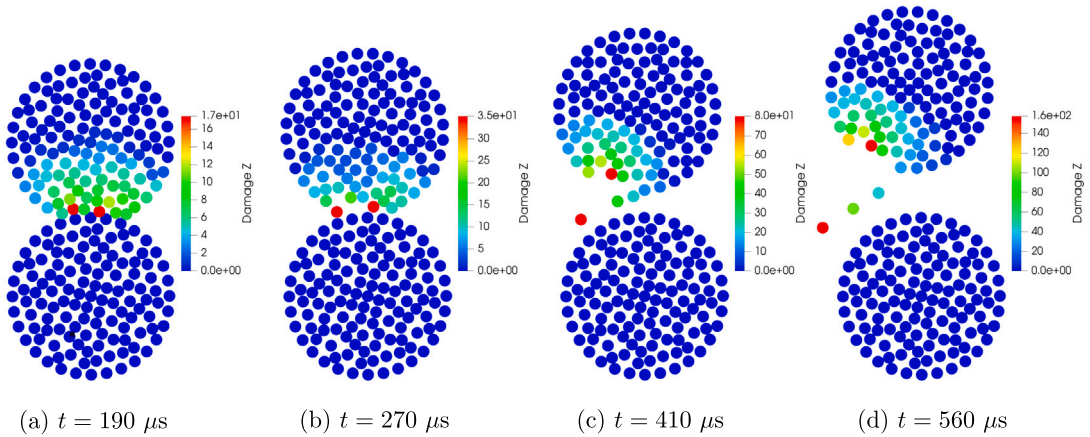 1.7e+01
16
14
12
10
8
6
4
2
0.0e+00
Damage Z
3.5e+01
30
25
20
15
10
5
0.0e+00
Damage Z
8.0e+01
70
60
50
40
30
20
10
0.0e+00
Damage Z
1.6e+02
140
120
100
80
60
40
20
0.0e+00
Damage Z
(a) t = 190 μs
(b) t = 270 μs
(c) t = 410 μs
(d) t = 560 μs